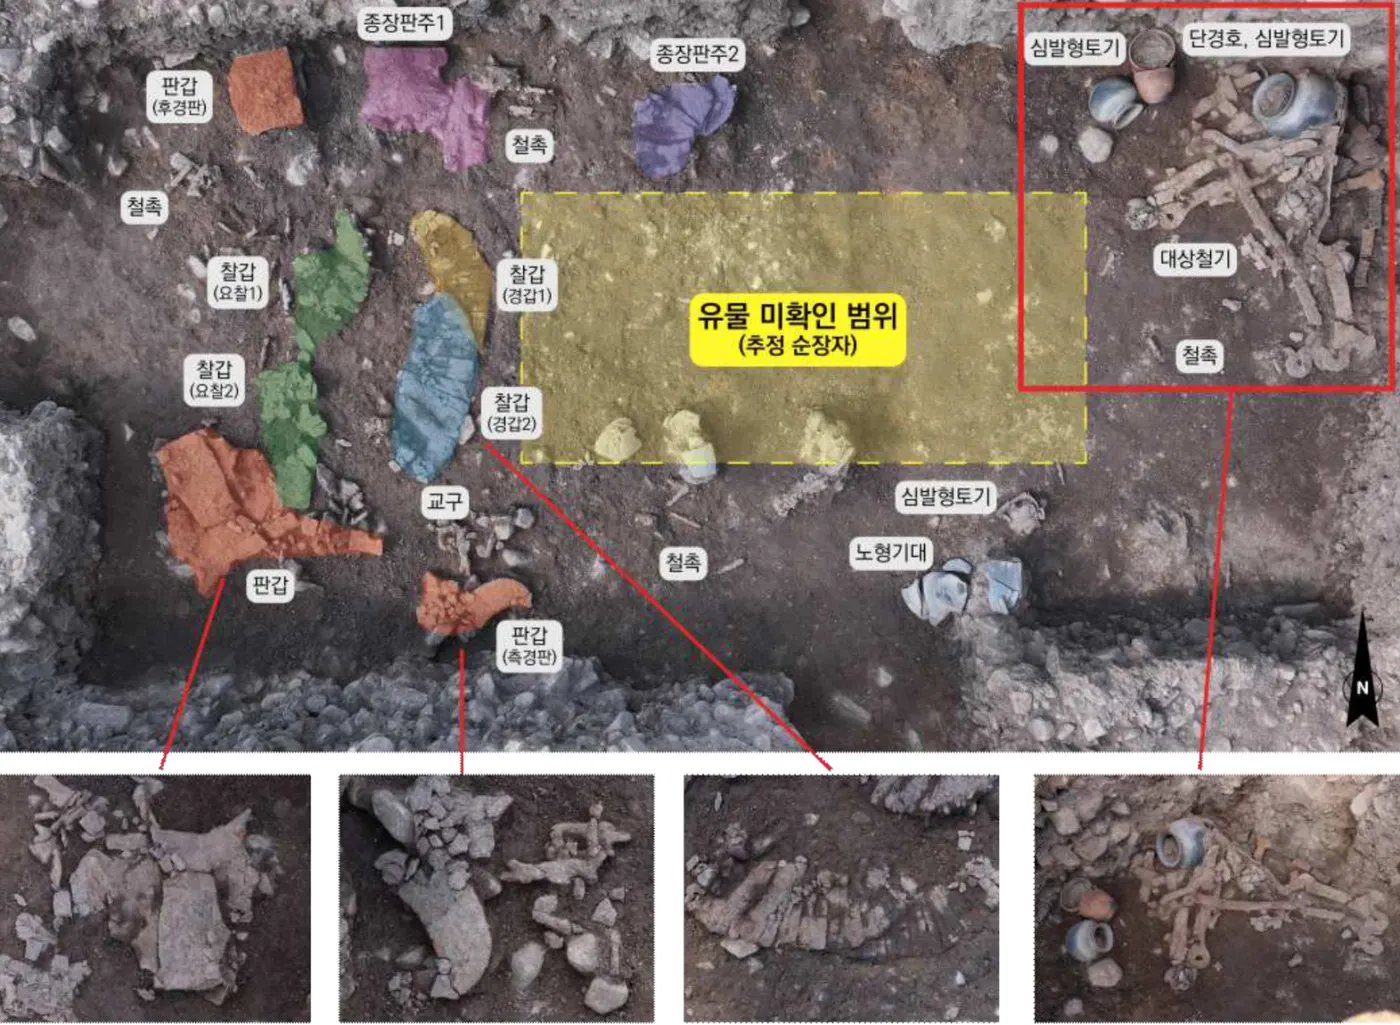 종장판주1
심발형토기
단경호, 심발형토기
종장판주2
판갑
(후경판)
철촉
철촉
찰갑
(요찰1)
찰갑
(경갑1)
대상철기
유물 미확인 범위
(추정 순장자)
철촉
찰갑
(요찰2)
찰갑
(경갑2)
교구
심발형토기
노형기대
철촉
판갑
판갑
(측경판)
N